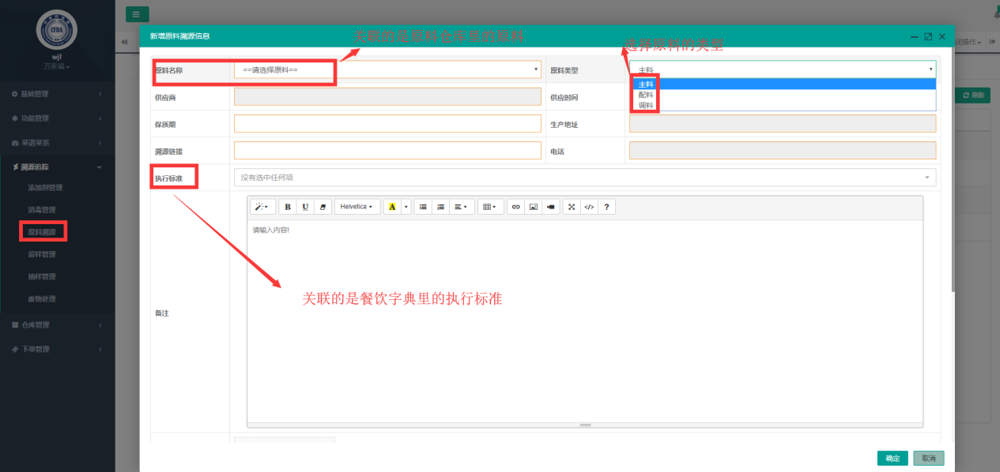 CFDA
wjf
万家福
基础管理
功能管理
菜谱菜系
溯源追踪
添加剂管理
消毒管理
原料溯源
留样管理
抽样管理
废物处理
仓库管理
下单管理
闭操作
刷新
新增原料溯源信息
关联的是原料仓库里的原料
选择原料的类型
原料名称
==请选择原料==
原料类型
主料
主料
配料
调料
供应商
供应时间
保质期
生产地址
溯源链接
电话
执行标准
没有选中任何项
B U Helvetica A </> ?
请输入内容!
关联的是餐饮字典里的执行标准
备注
确定
取消